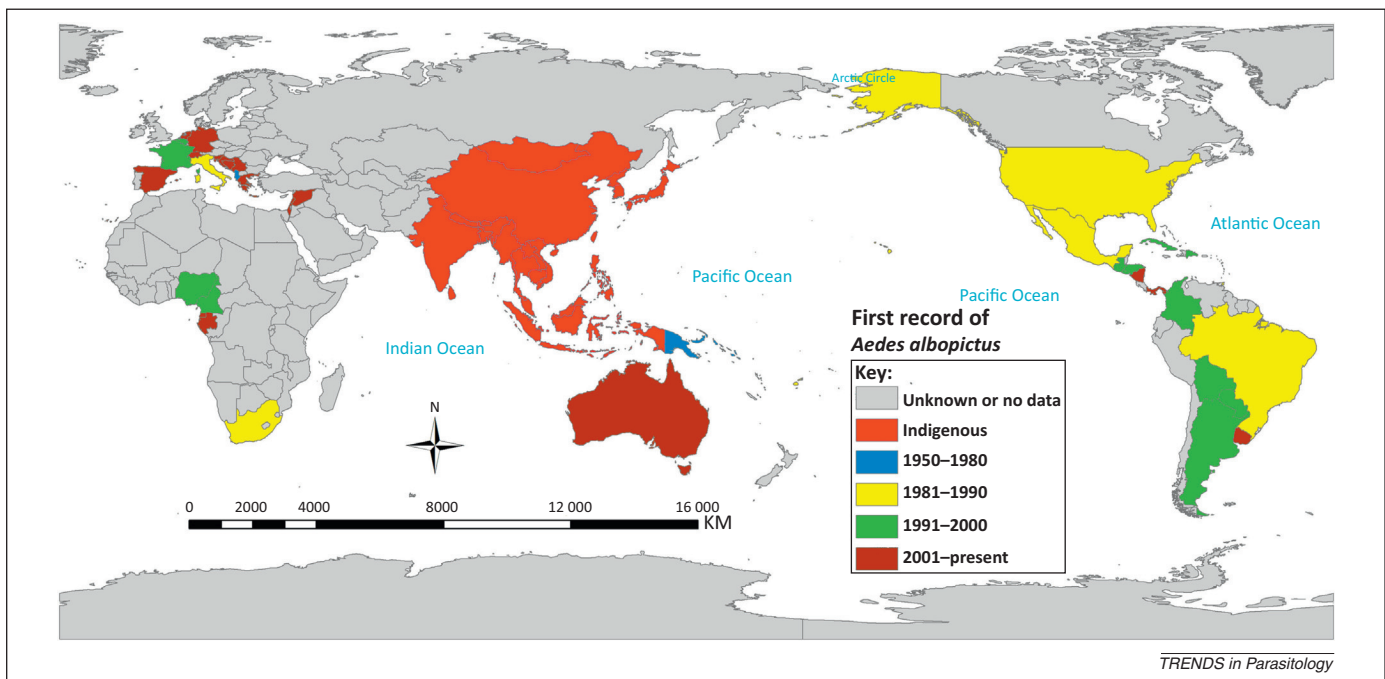 Arctic Circle
Atlantic Ocean
Pacific Ocean
Pacific Ocean
Indian Ocean
First record of
Aedes albopictus
Key:
Unknown or no data
Indigenous
1950–1980
1981–1990
1991–2000
2001–present
N
0 2000 4000 8000 12 000 16 000
KM
TRENDS in Parasitology